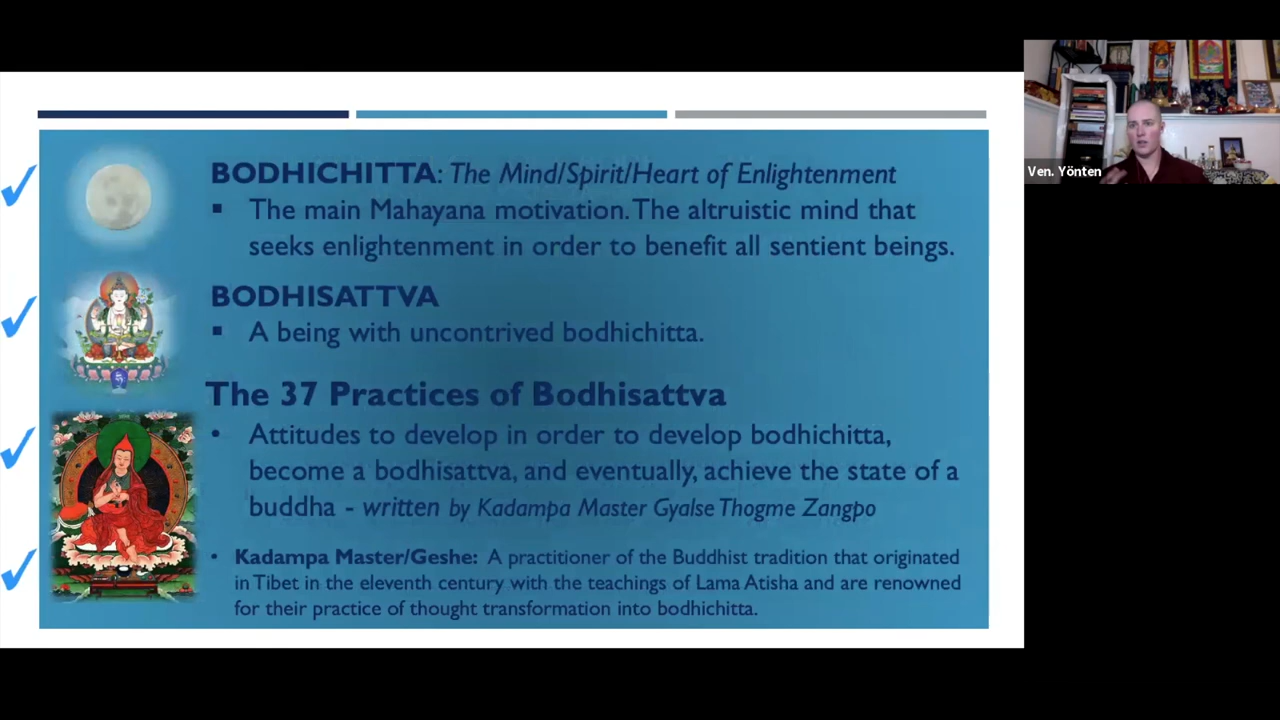 BODHICHITTA: The Mind/Spirit/Heart of Enlightenment
▪ The main Mahayana motivation. The altruistic mind that
seeks enlightenment in order to benefit all sentient beings.
BODHISATTVA
▪ A being with uncontrived bodhichitta.
The 37 Practices of Bodhisattva
• Attitudes to develop in order to develop bodhichitta,
become a bodhisattva, and eventually, achieve the state of a
buddha - written by Kadampa Master Gyalse Thogme Zangpo
• Kadampa Master/Geshe: A practitioner of the Buddhist tradition that originated
in Tibet in the eleventh century with the teachings of Lama Atisha and are renowned
for their practice of thought transformation into bodhichitta.
Ven. Yönten